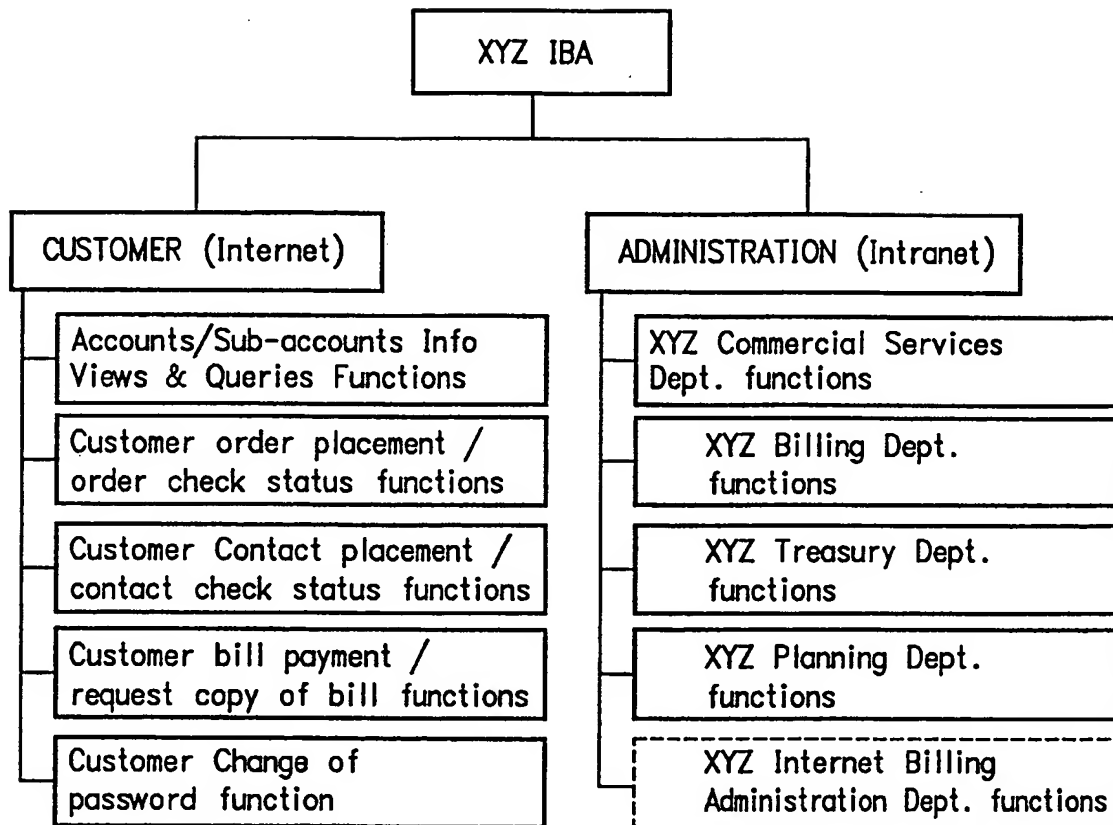 XYZ IBA
CUSTOMER (Internet)
Accounts/Sub-accounts Info
Views & Queries Functions
Customer order placement /
order check status functions
Customer Contact placement /
contact check status functions
Customer bill payment /
request copy of bill functions
Customer Change of
password function
ADMINISTRATION (Intranet)
XYZ Commercial Services
Dept. functions
XYZ Billing Dept.
functions
XYZ Treasury Dept.
functions
XYZ Planning Dept.
functions
XYZ Internet Billing
Administration Dept. functions